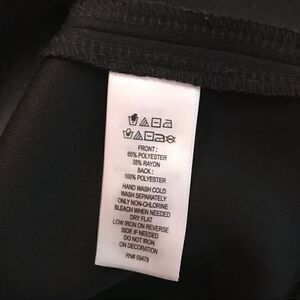 FRONT:
65% POLYESTER
35% RAYON
BACK:
100% POLYESTER
HAND WASH COLD
WASH SEPARATELY
ONLY NON-CHLORINE
BLEACH WHEN NEEDED
DRY FLAT
LOW IRON ON REVERSE
SIDE IF NEEDED
DO NOT IRON
ON DECORATION
RN# 55478